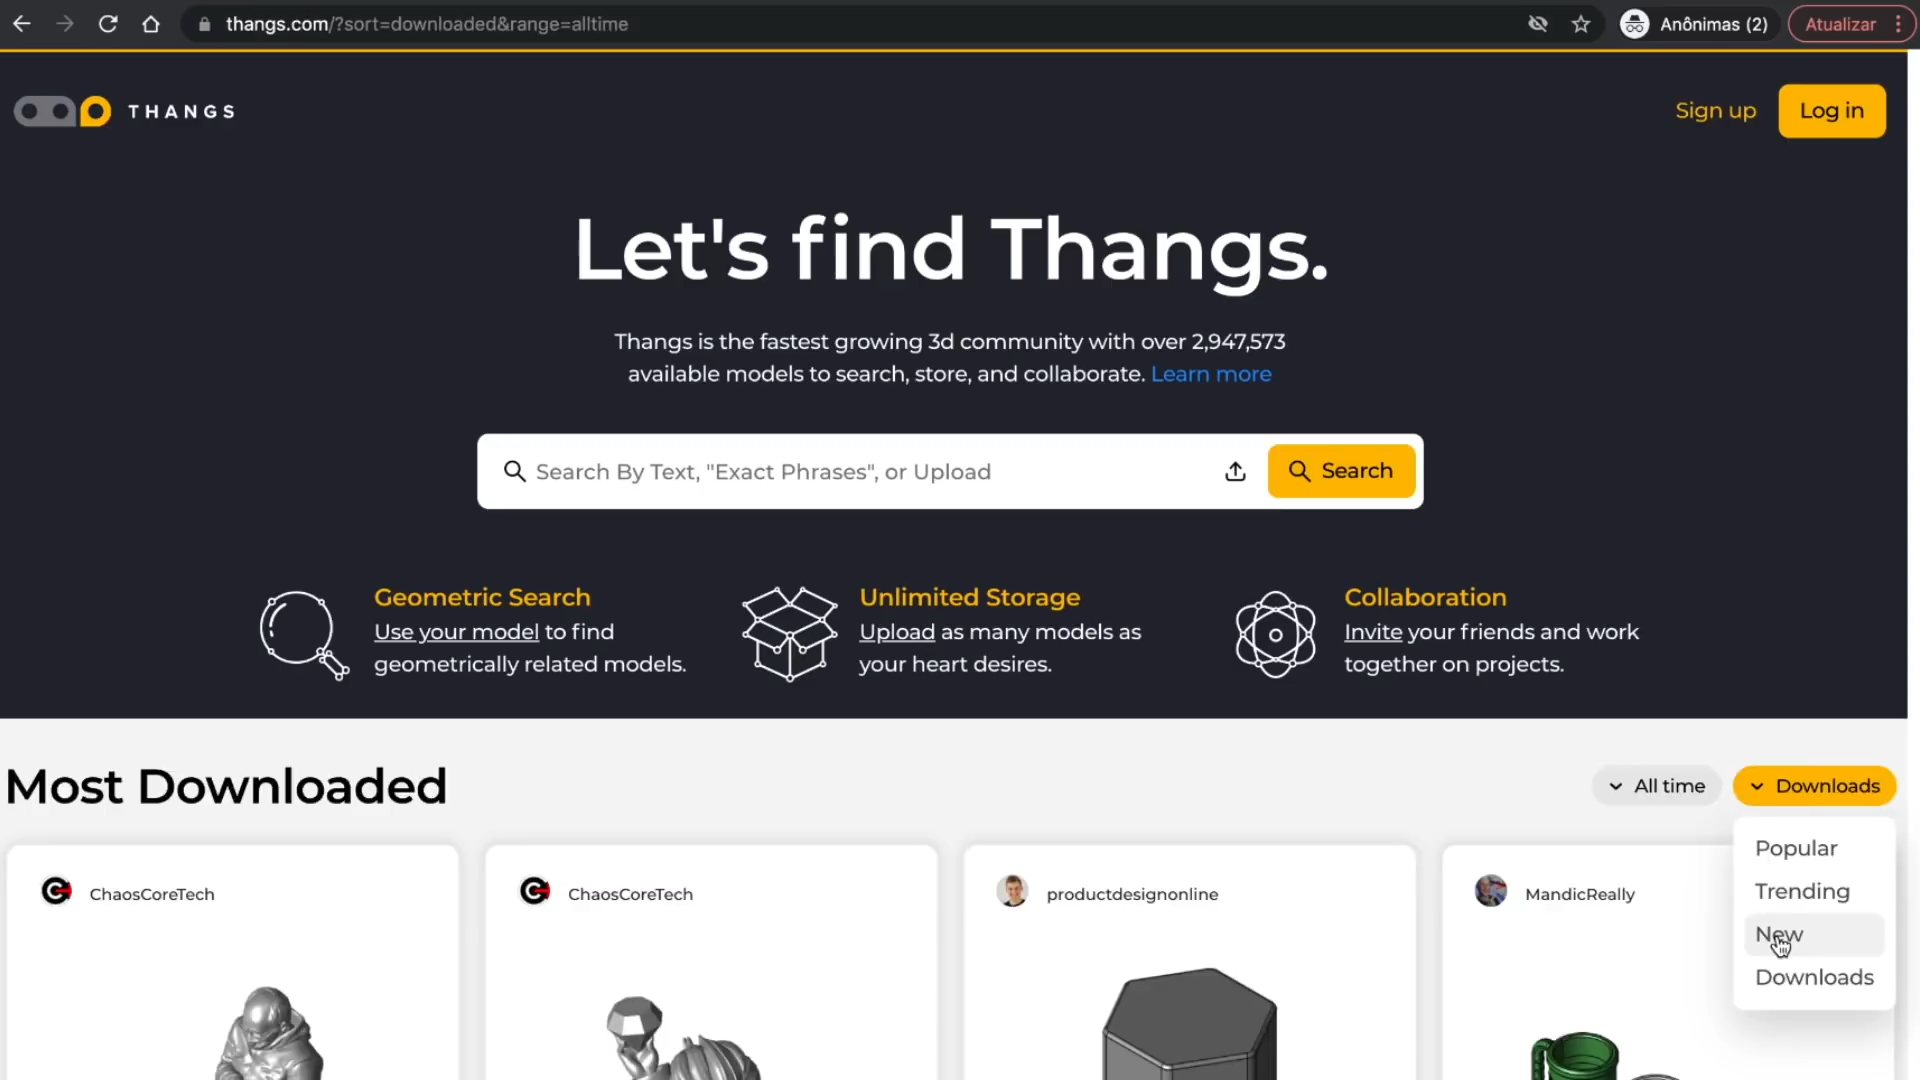 thangs.com/?sort=downloaded&range=alltime
Anônimas (2)
Atualizar
THANGS
Sign up
Log in
Let's find Thangs.
Thangs is the fastest growing 3d community with over 2,947,573
available models to search, store, and collaborate. Learn more
Search By Text, "Exact Phrases", or Upload
Search
Geometric Search
Use your model to find
geometrically related models.
Unlimited Storage
Upload as many models as
your heart desires.
Collaboration
Invite your friends and work
together on projects.
Most Downloaded
All time
Downloads
Popular
Trending
New
Downloads
ChaosCoreTech
ChaosCoreTech
productdesignonline
MandicReally